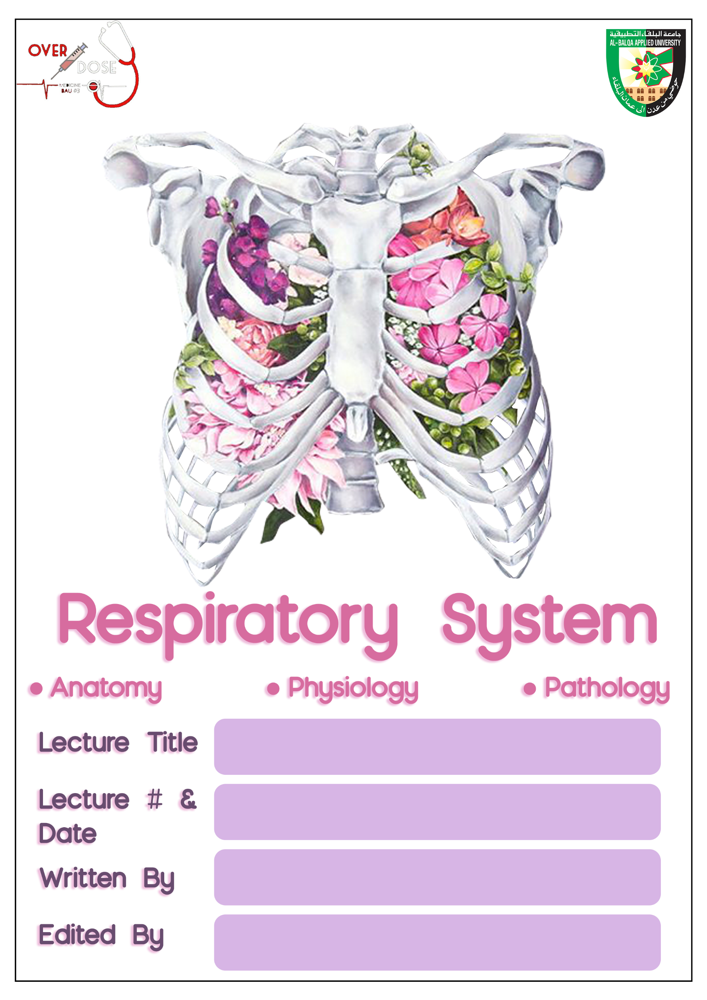 OVER
DOSE
MEDICINE
BAU #3
جامعة البلقاء التطبيقية
AL-BALQA APPLIED UNIVERSITY
حوضي من عدن الى عمان البلقاء
Respiratory System
• Anatomy • Physiology • Pathology
Lecture Title
Lecture # &
Date
Written By
Edited By